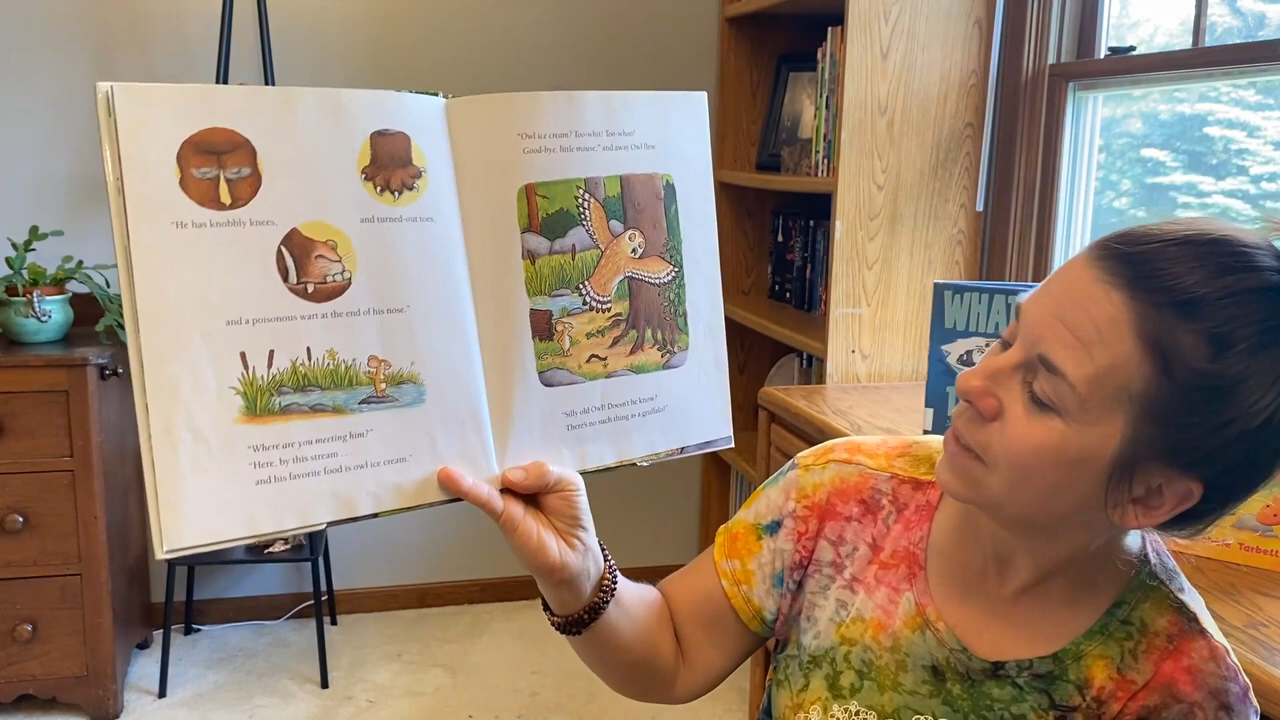 "He has knobbly knees,
and turned-out toes,
and a poisonous wart at the end of his nose."
"Where are you meeting him?"
"Here, by this stream . . .
and his favorite food is owl ice cream."
"Owl ice cream? Too-whit! Too-whoo!
Good-bye, little mouse," and away Owl flew.
"Silly old Owl! Doesn't he know?
There's no such thing as a gruffalo!"
WHAT
Tarbell